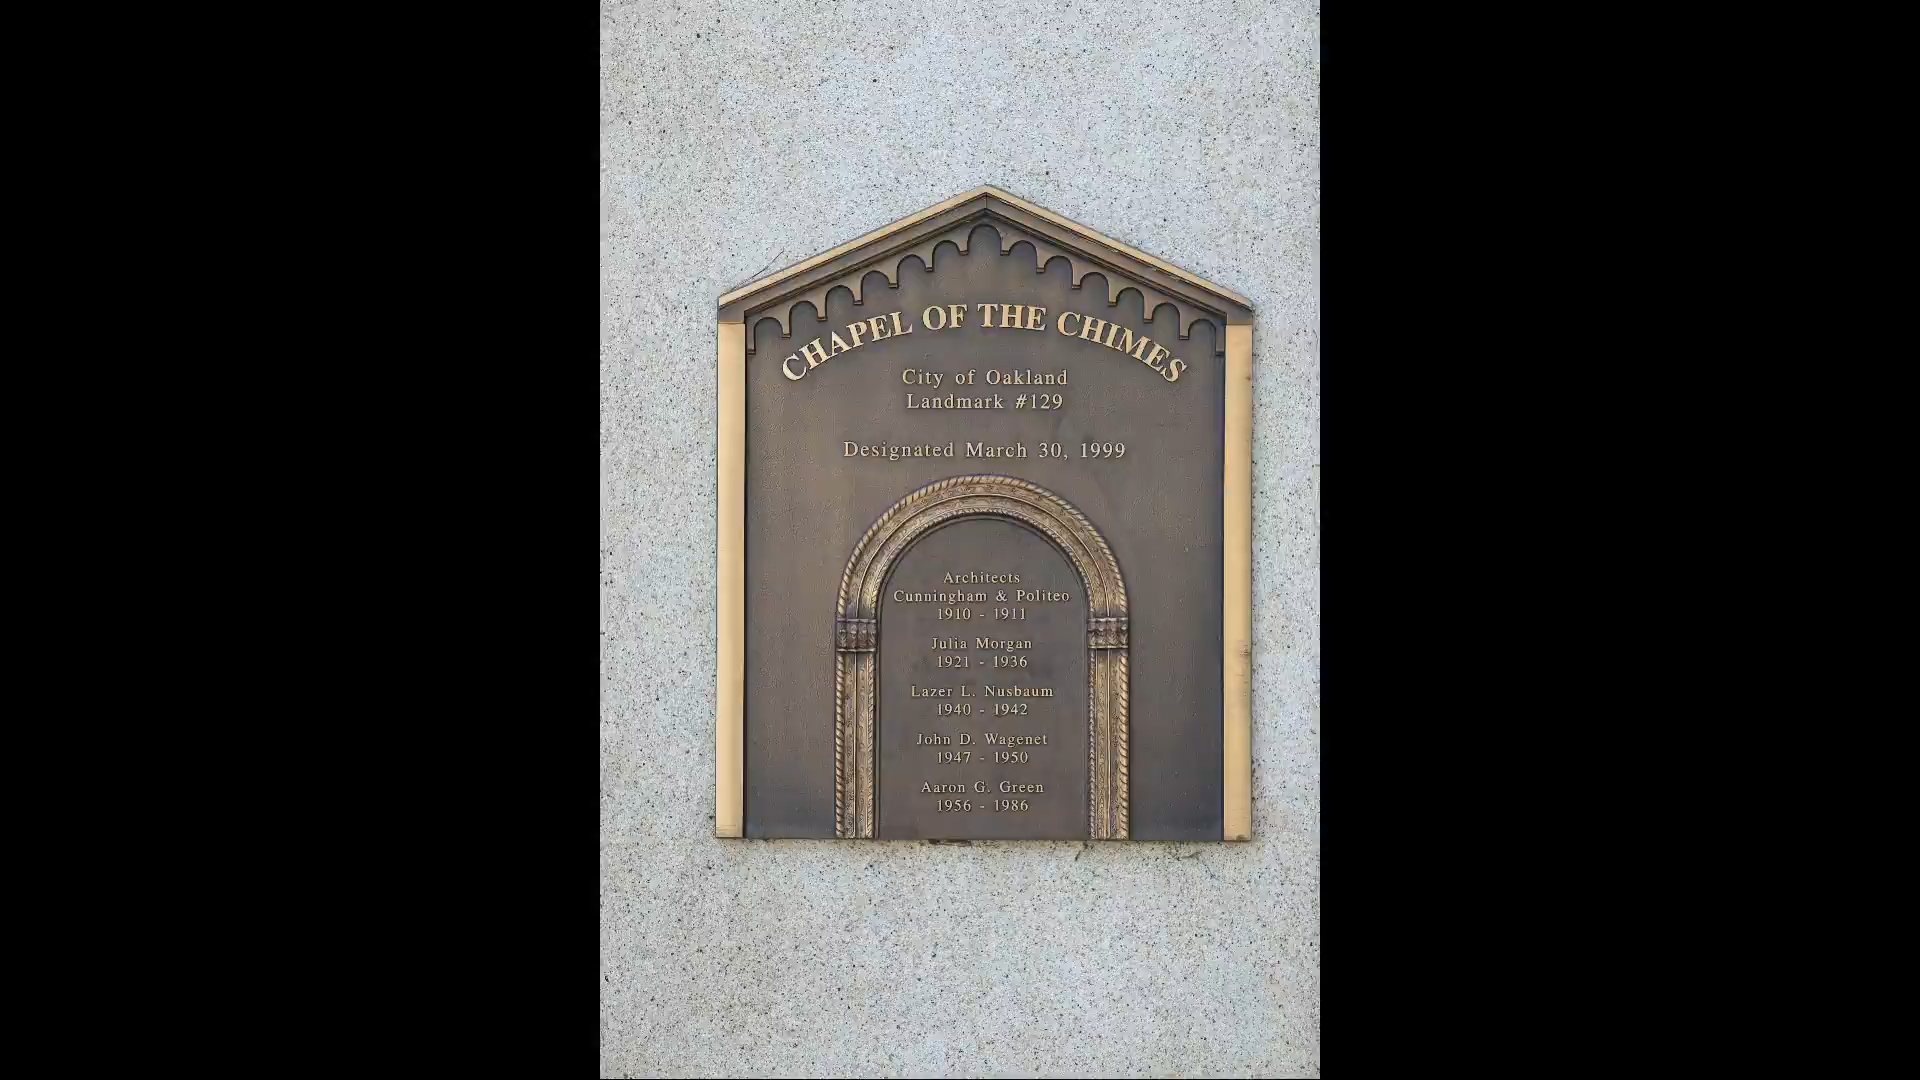 CHAPEL OF THE CHIMES
City of Oakland
Landmark #129
Designated March 30, 1999
Architects
Cunningham & Politeo
1910 - 1911
Julia Morgan
1921 - 1936
Lazer L. Nusbaum
1940 - 1942
John D. Wagenet
1947 - 1950
Aaron G. Green
1956 - 1986